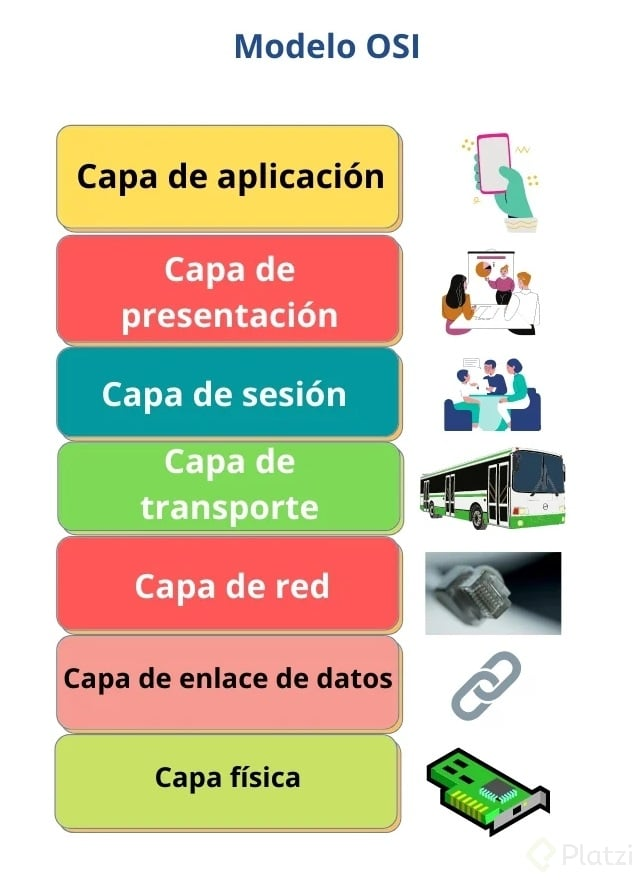 Modelo OSI
Capa de aplicación
Capa de
presentación
Capa de sesión
Capa de
transporte
Capa de red
Capa de enlace de datos
Capa física
Platzi